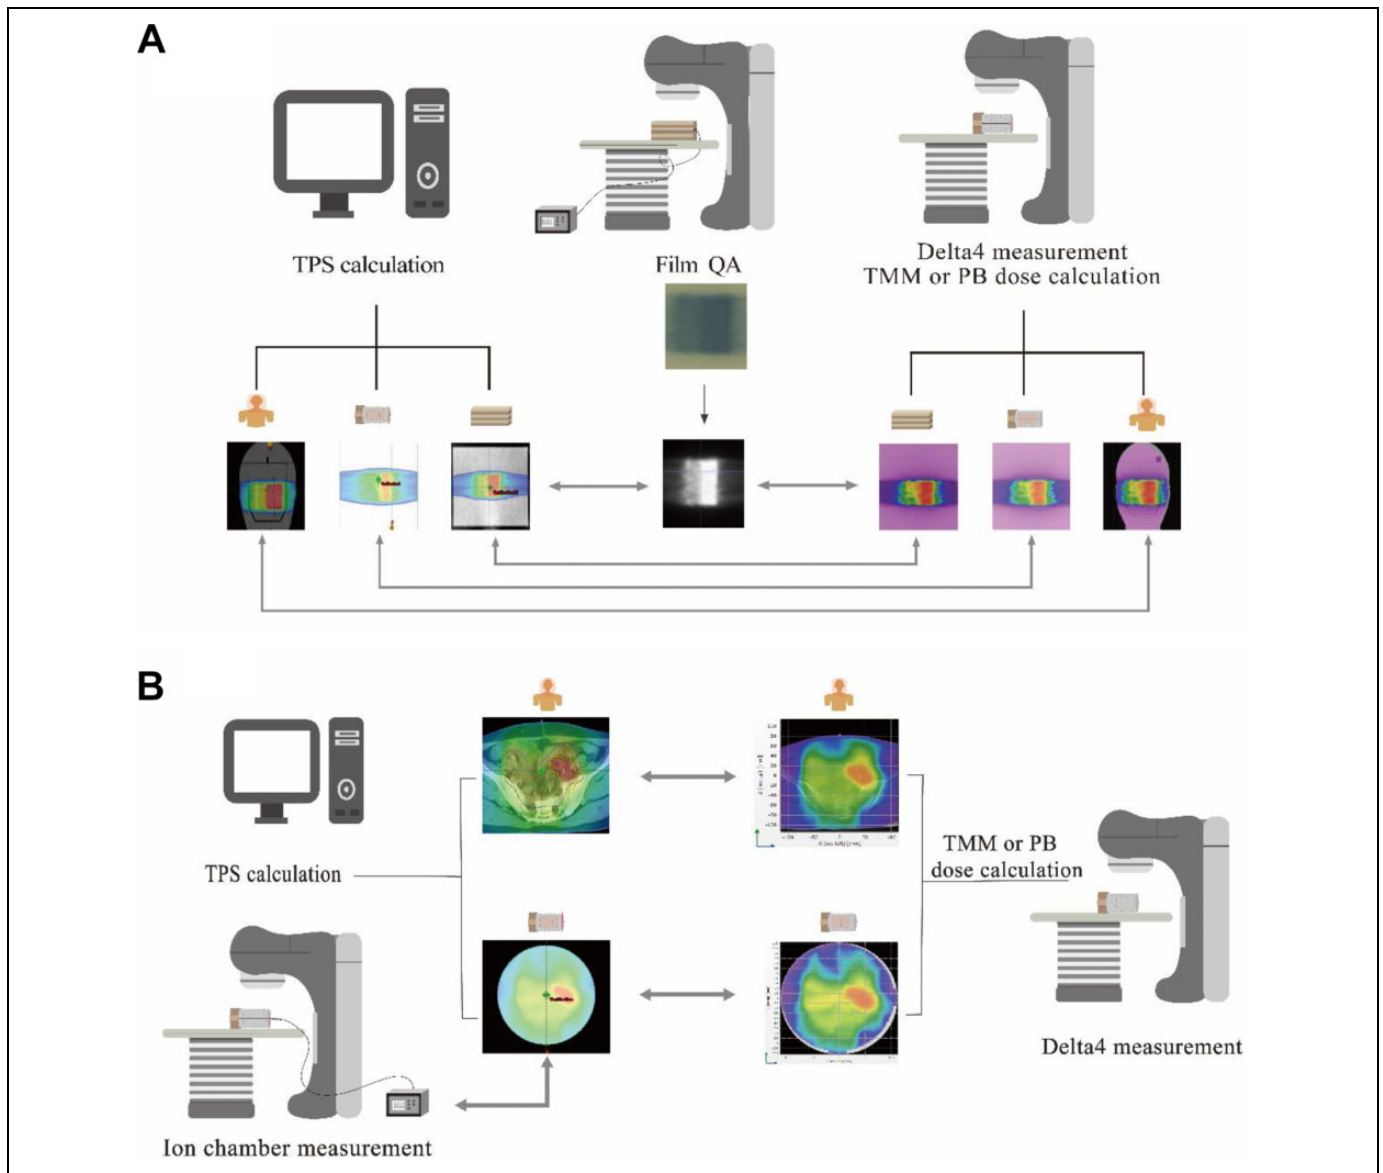 A
TPS calculation
Film QA
Delta4 measurement
TMM or PB dose calculation
B
TPS calculation
TMM or PB
dose calculation
Ion chamber measurement
Delta4 measurement